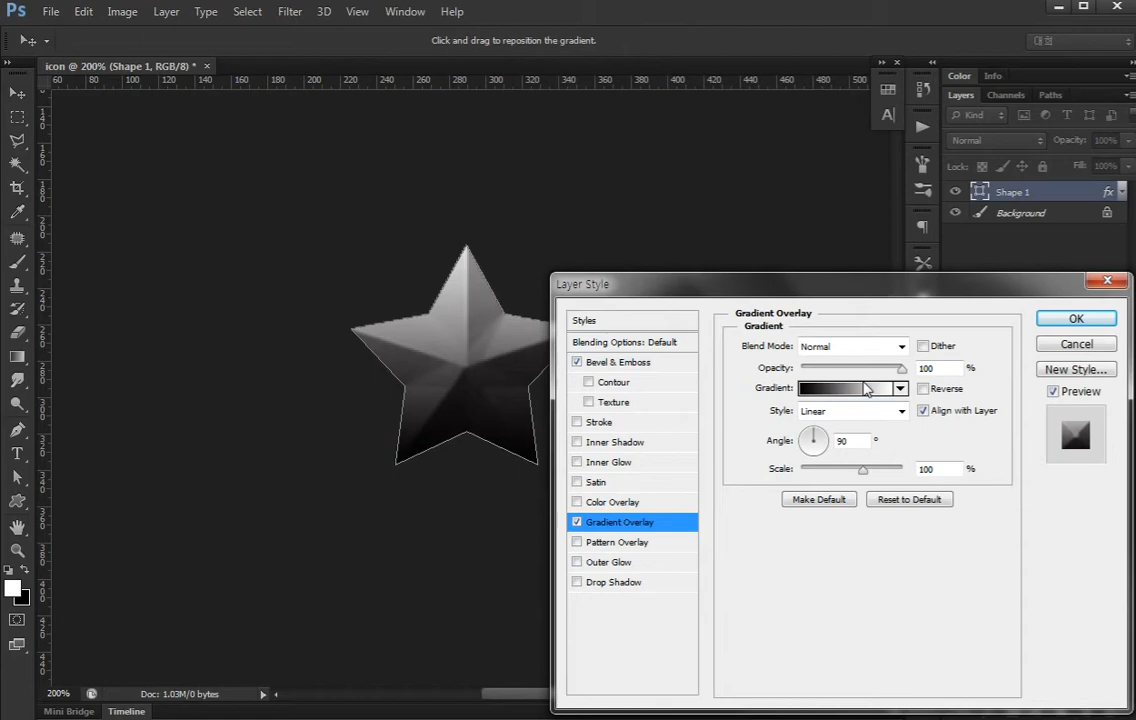 Ps File Edit Image Layer Type Select Filter 3D View Window Help
Click and drag to reposition the gradient.
icon @ 200% (Shape 1, RGB/8) * ×
60 80 100 120 140 160 180 200 220 240 260 280 300 320 340 360 380 400 420 440 460 480 500
Color Info
Layers Channels Paths
Kind
Normal Opacity: 100%
Lock: Fill: 100%
Shape 1 fx
Background
Layer Style
Styles
Blending Options: Default
Bevel & Emboss
Contour
Texture
Stroke
Inner Shadow
Inner Glow
Satin
Color Overlay
Gradient Overlay
Pattern Overlay
Outer Glow
Drop Shadow
Gradient Overlay
Gradient
Blend Mode: Normal Dither
Opacity: 100 %
Gradient: Reverse
Style: Linear Align with Layer
Angle: 90 °
Scale: 100 %
Make Default Reset to Default
OK
Cancel
New Style...
Preview
200% Doc: 1.03M/0 bytes
Mini Bridge Timeline